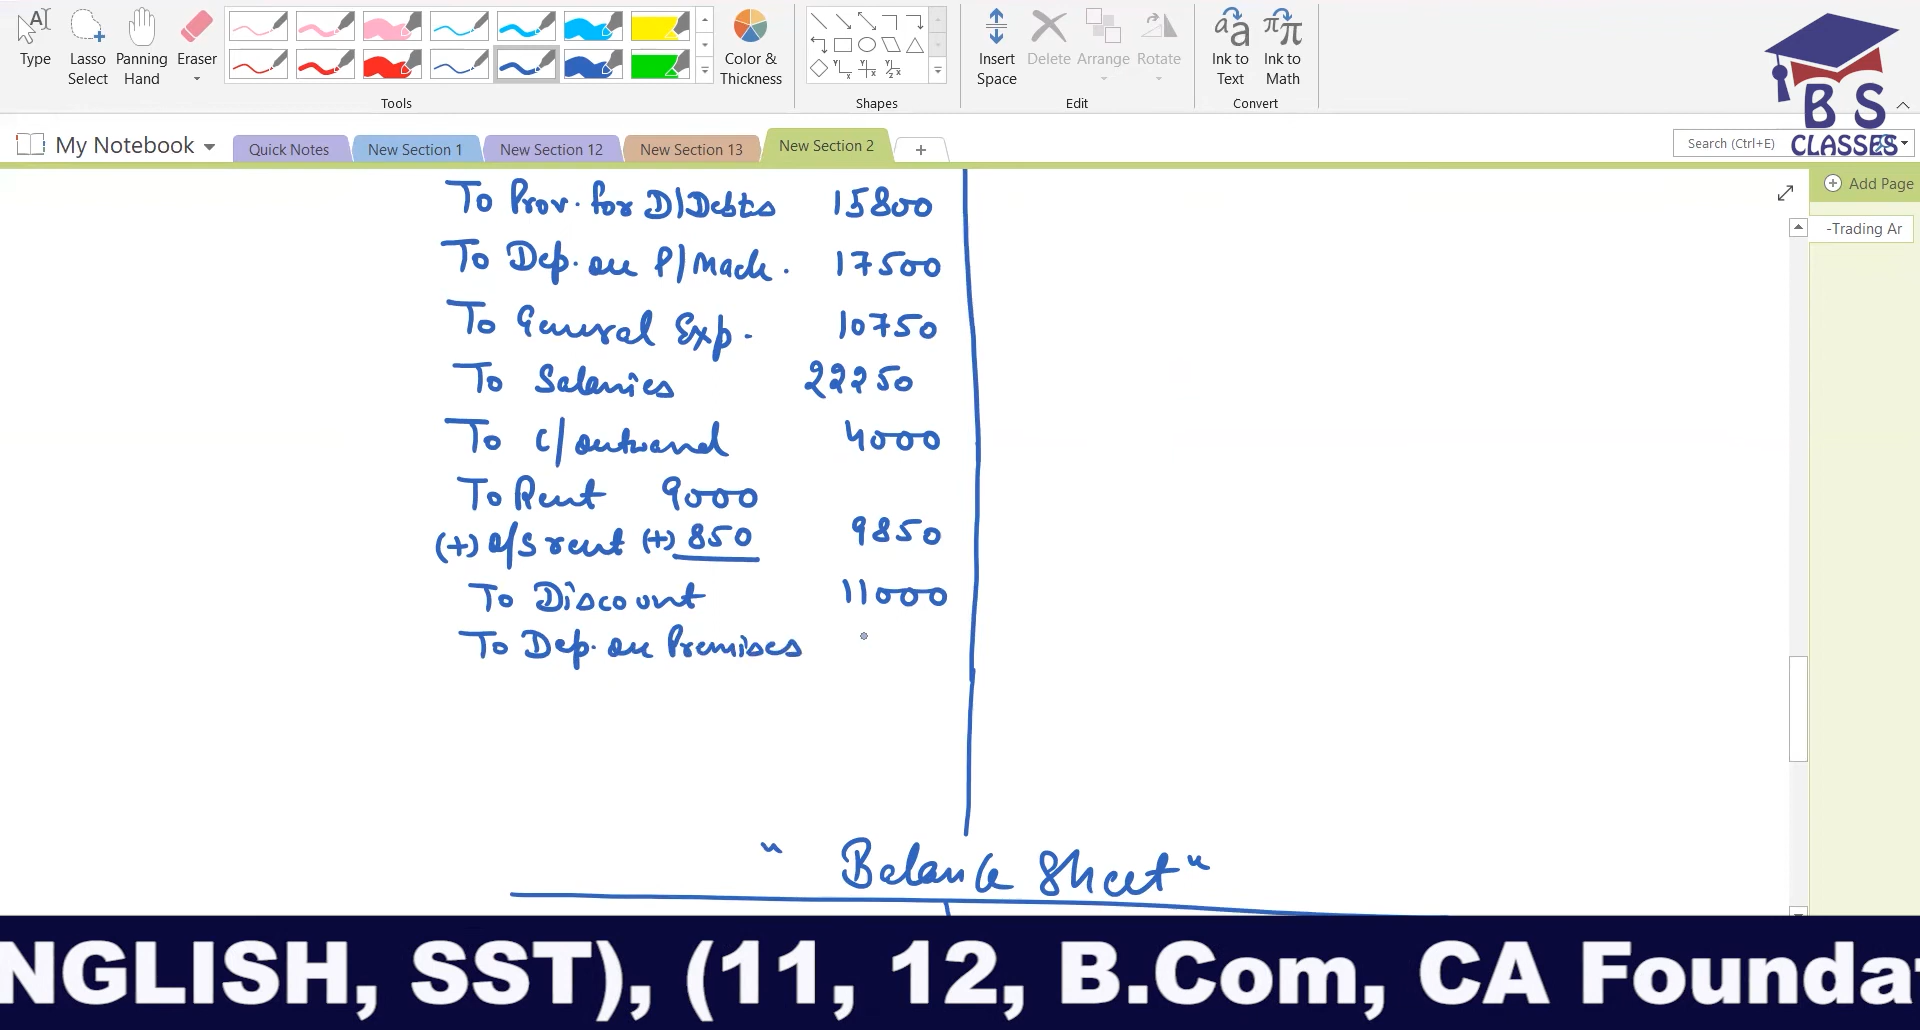 Type
Lasso Select
Panning Hand
Eraser
Color & Thickness
Insert Space
Delete
Arrange
Rotate
Ink to Text
Ink to Math
Tools
Shapes
Edit
Convert
BS
CLASSES
My Notebook
Quick Notes
New Section 1
New Section 12
New Section 13
New Section 2
+
Search (Ctrl+E)
Add Page
-Trading Ar
To Prov. for D/Debts 15800
To Dep. on P/Mach. 17500
To General Exp. 10750
To Salaries 22250
To C/outward 4000
To Rent 9000
(+) O/S rent (+) 850 9850
To Discount 11000
To Dep. on Premises
" Balance Sheet "
NGLISH, SST), (11, 12, B.Com, CA Founda